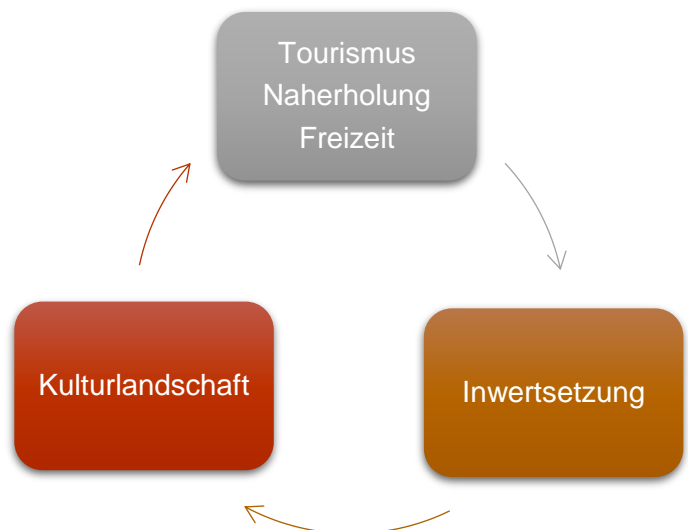 Tourismus
Naherholung
Freizeit
Kulturlandschaft
Inwertsetzung